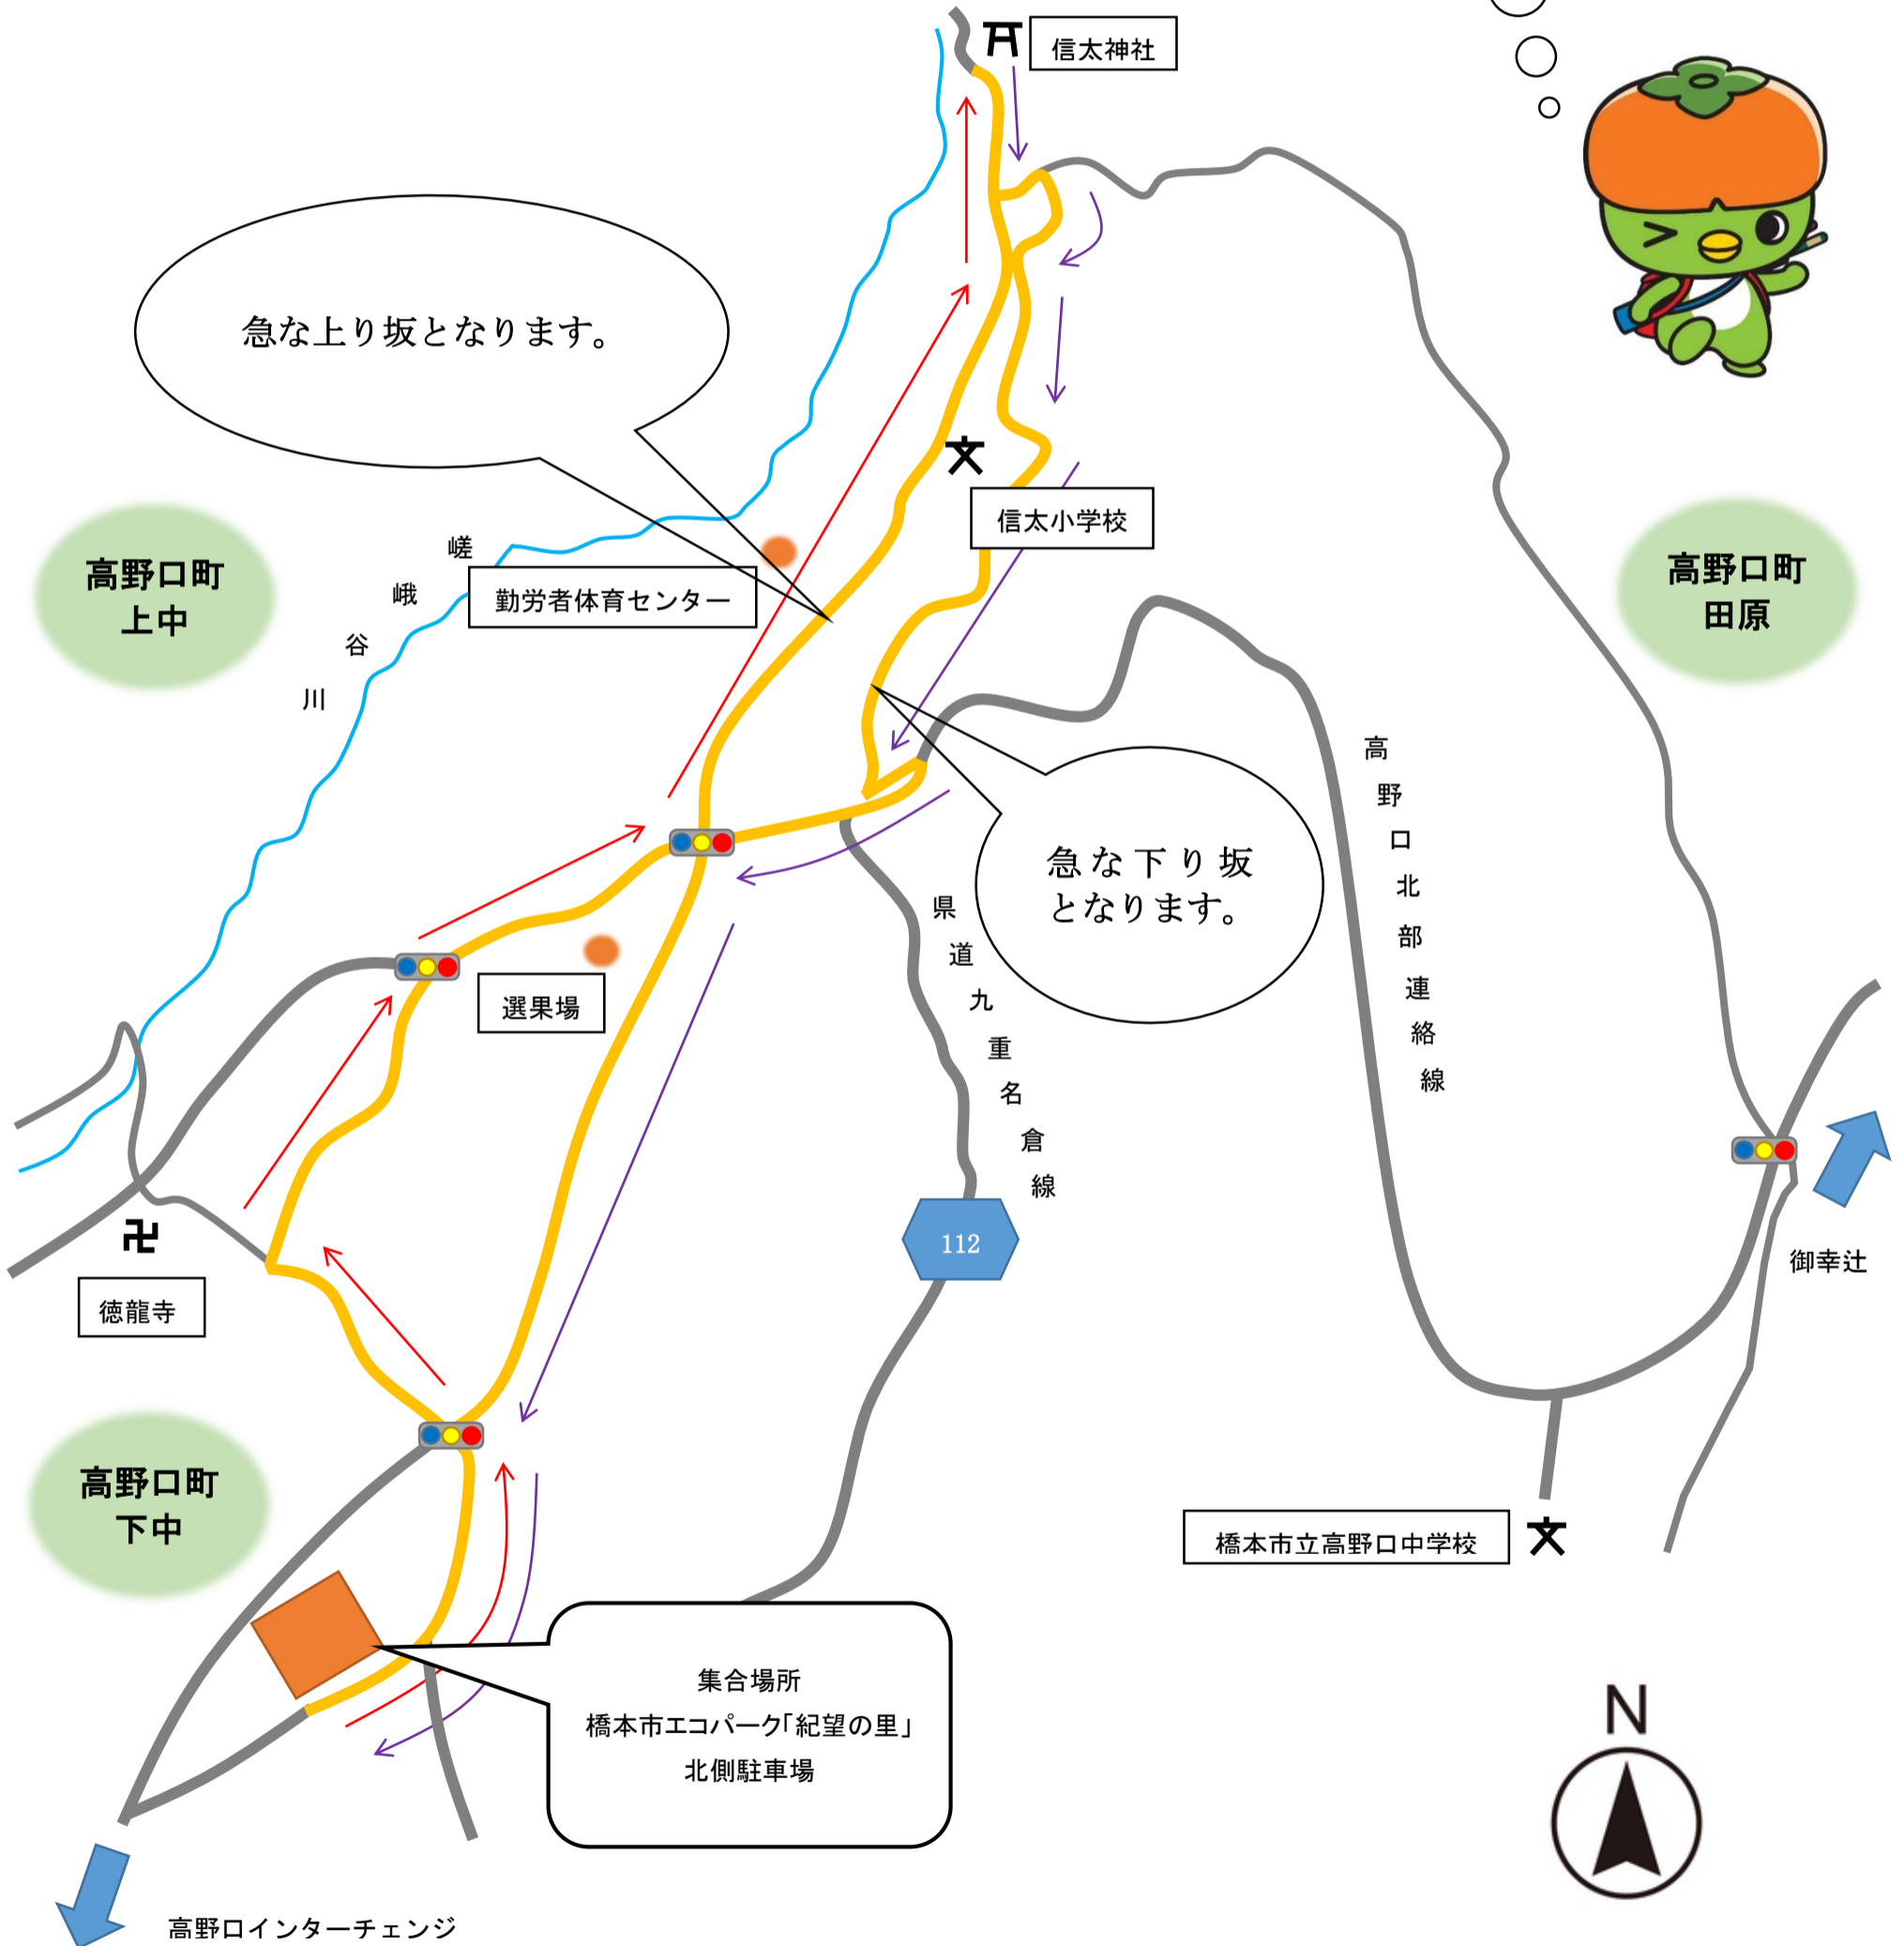 信太神社
急な上り坂となります。
信太小学校
高野口町
上中
嵯峨谷川
勤労者体育センター
高野口町
田原
高野口北部連絡線
急な下り坂
となります。
県道九重名倉線
選果場
112
御幸辻
徳龍寺
高野口町
下中
橋本市立高野口中学校
集合場所
橋本市エコパーク「紀望の里」
北側駐車場
N
高野口インターチェンジ